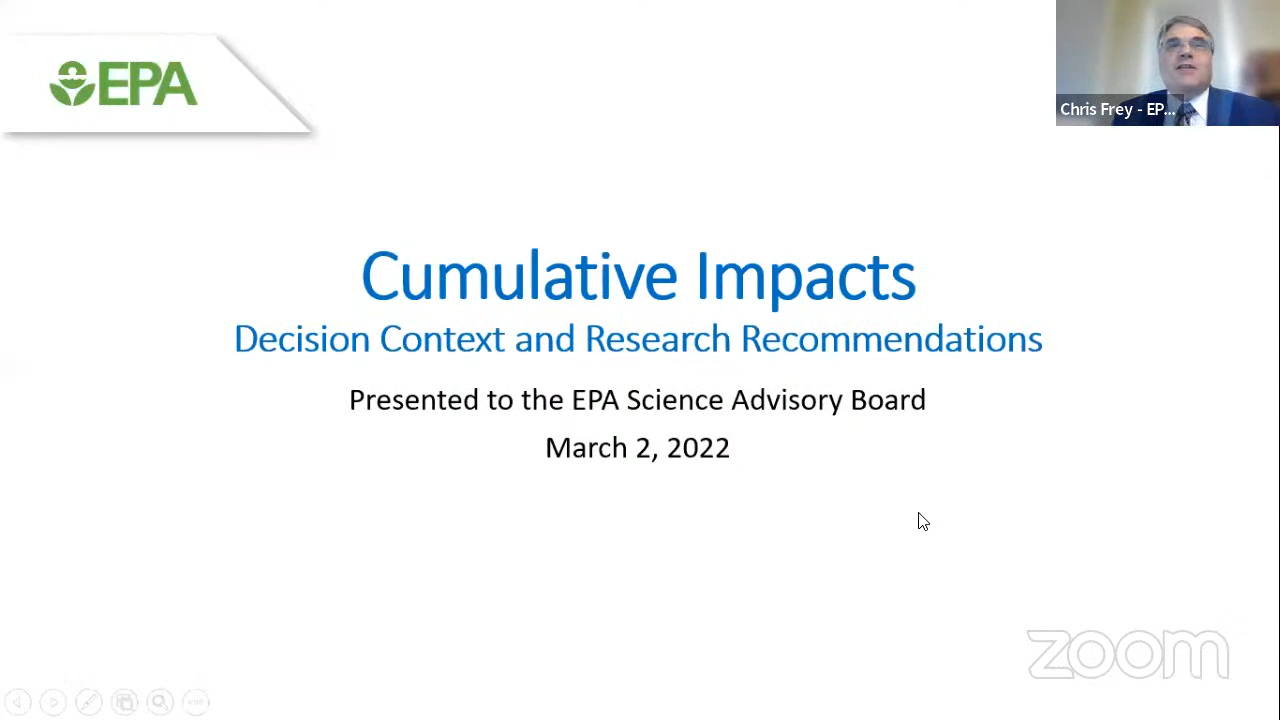 EPA
Chris Frey - EP...
Cumulative Impacts
Decision Context and Research Recommendations
Presented to the EPA Science Advisory Board
March 2, 2022
zoom